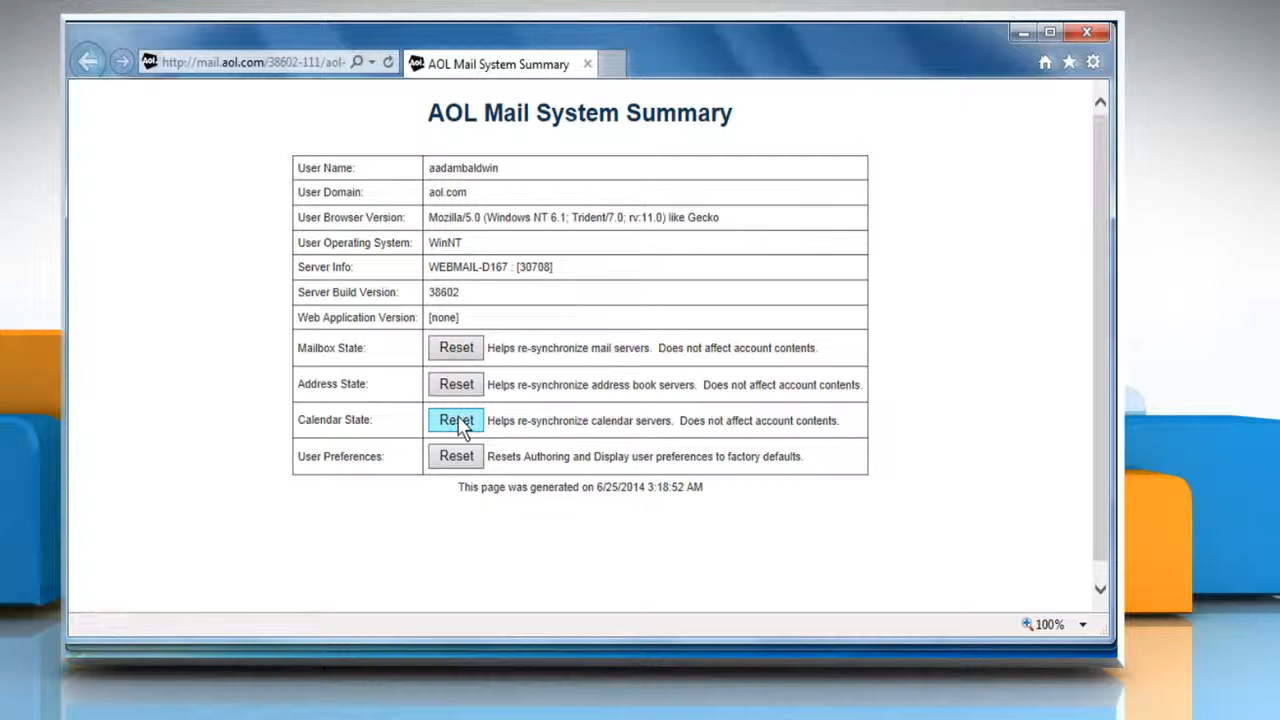 AOL http://mail.aol.com/38602-111/aol-
AOL AOL Mail System Summary
AOL Mail System Summary
User Name: aadambaldwin
User Domain: aol.com
User Browser Version: Mozilla/5.0 (Windows NT 6.1; Trident/7.0; rv:11.0) like Gecko
User Operating System: WinNT
Server Info: WEBMAIL-D167 : [30708]
Server Build Version: 38602
Web Application Version: [none]
Mailbox State: Reset Helps re-synchronize mail servers. Does not affect account contents.
Address State: Reset Helps re-synchronize address book servers. Does not affect account contents.
Calendar State: Reset Helps re-synchronize calendar servers. Does not affect account contents.
User Preferences: Reset Resets Authoring and Display user preferences to factory defaults.
This page was generated on 6/25/2014 3:18:52 AM
100%